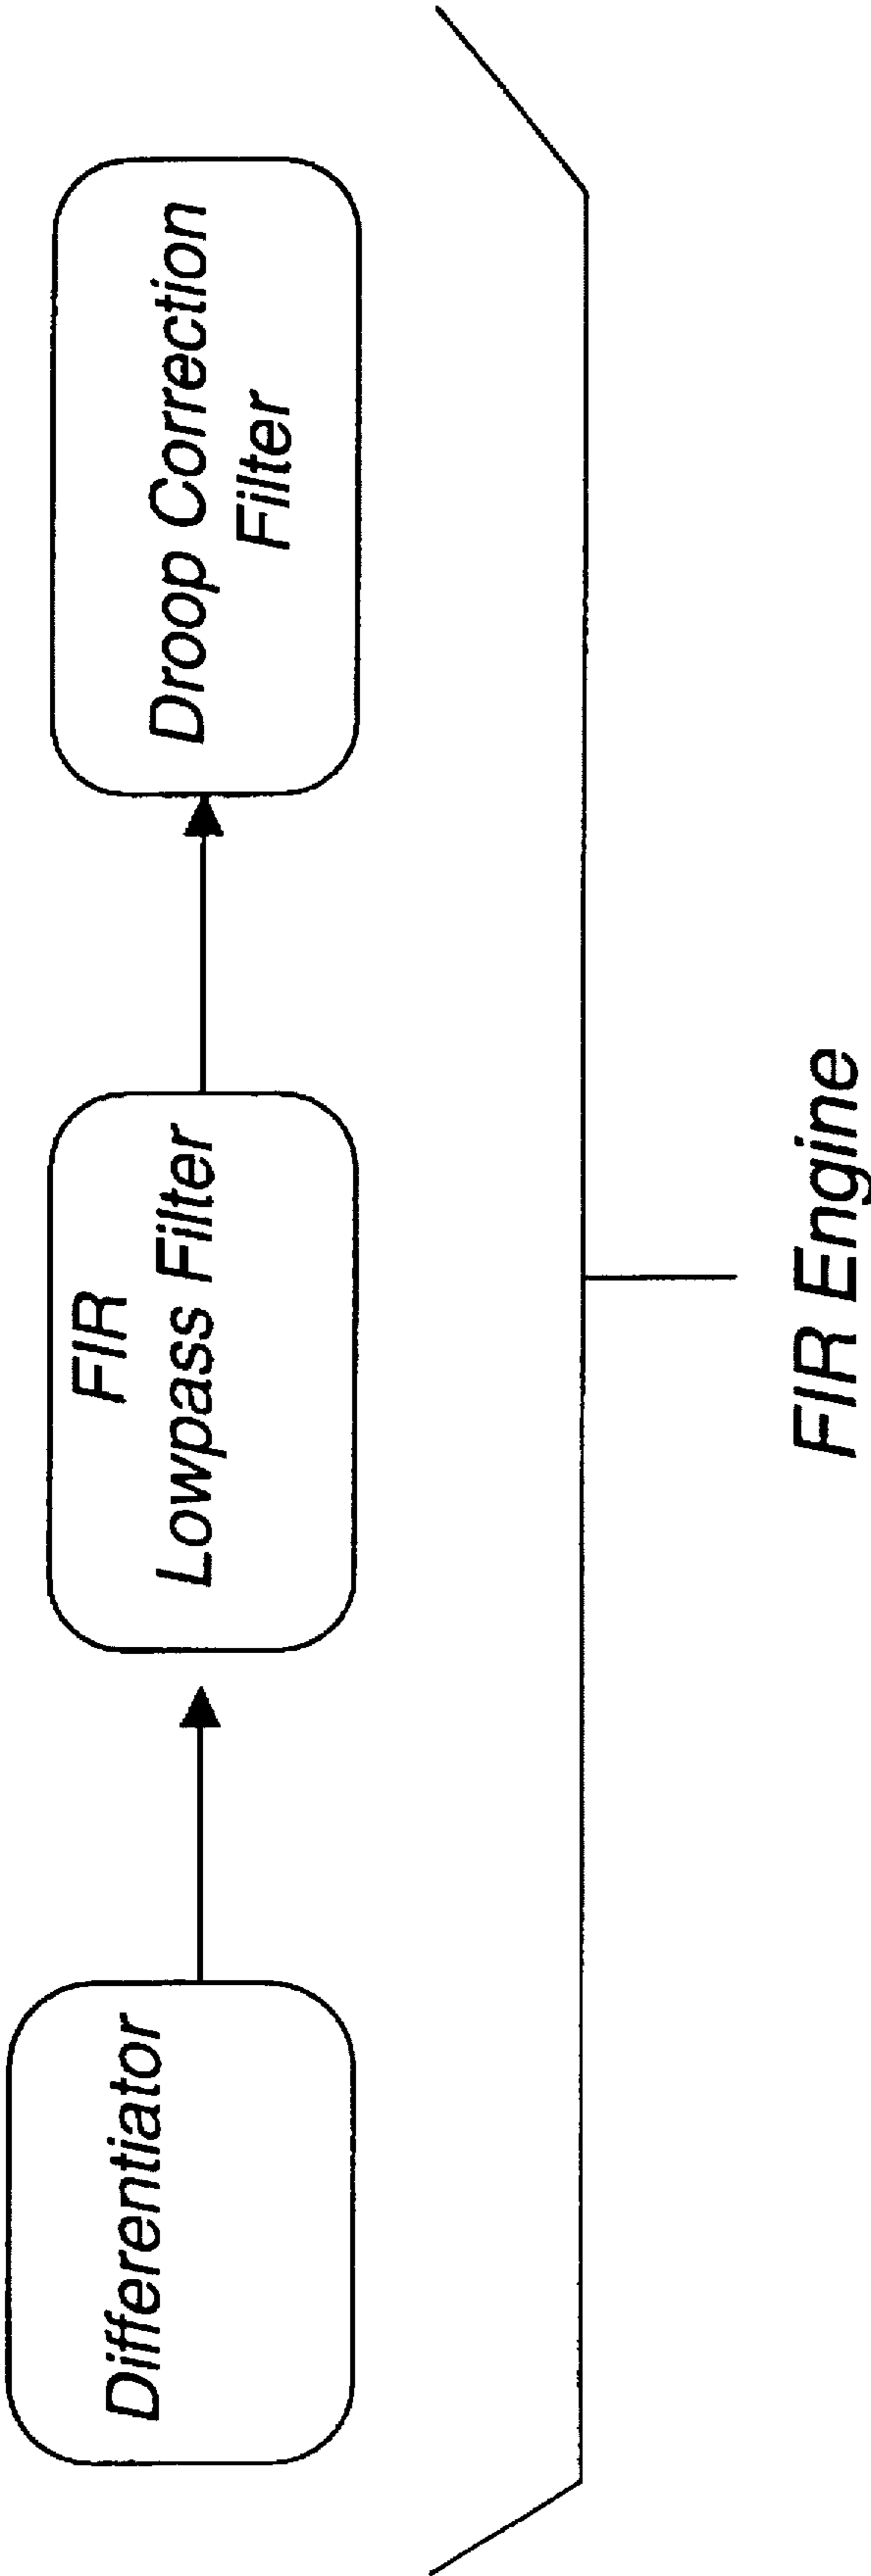 Differentiator
FIR
Lowpass Filter
Droop Correction
Filter
FIR Engine